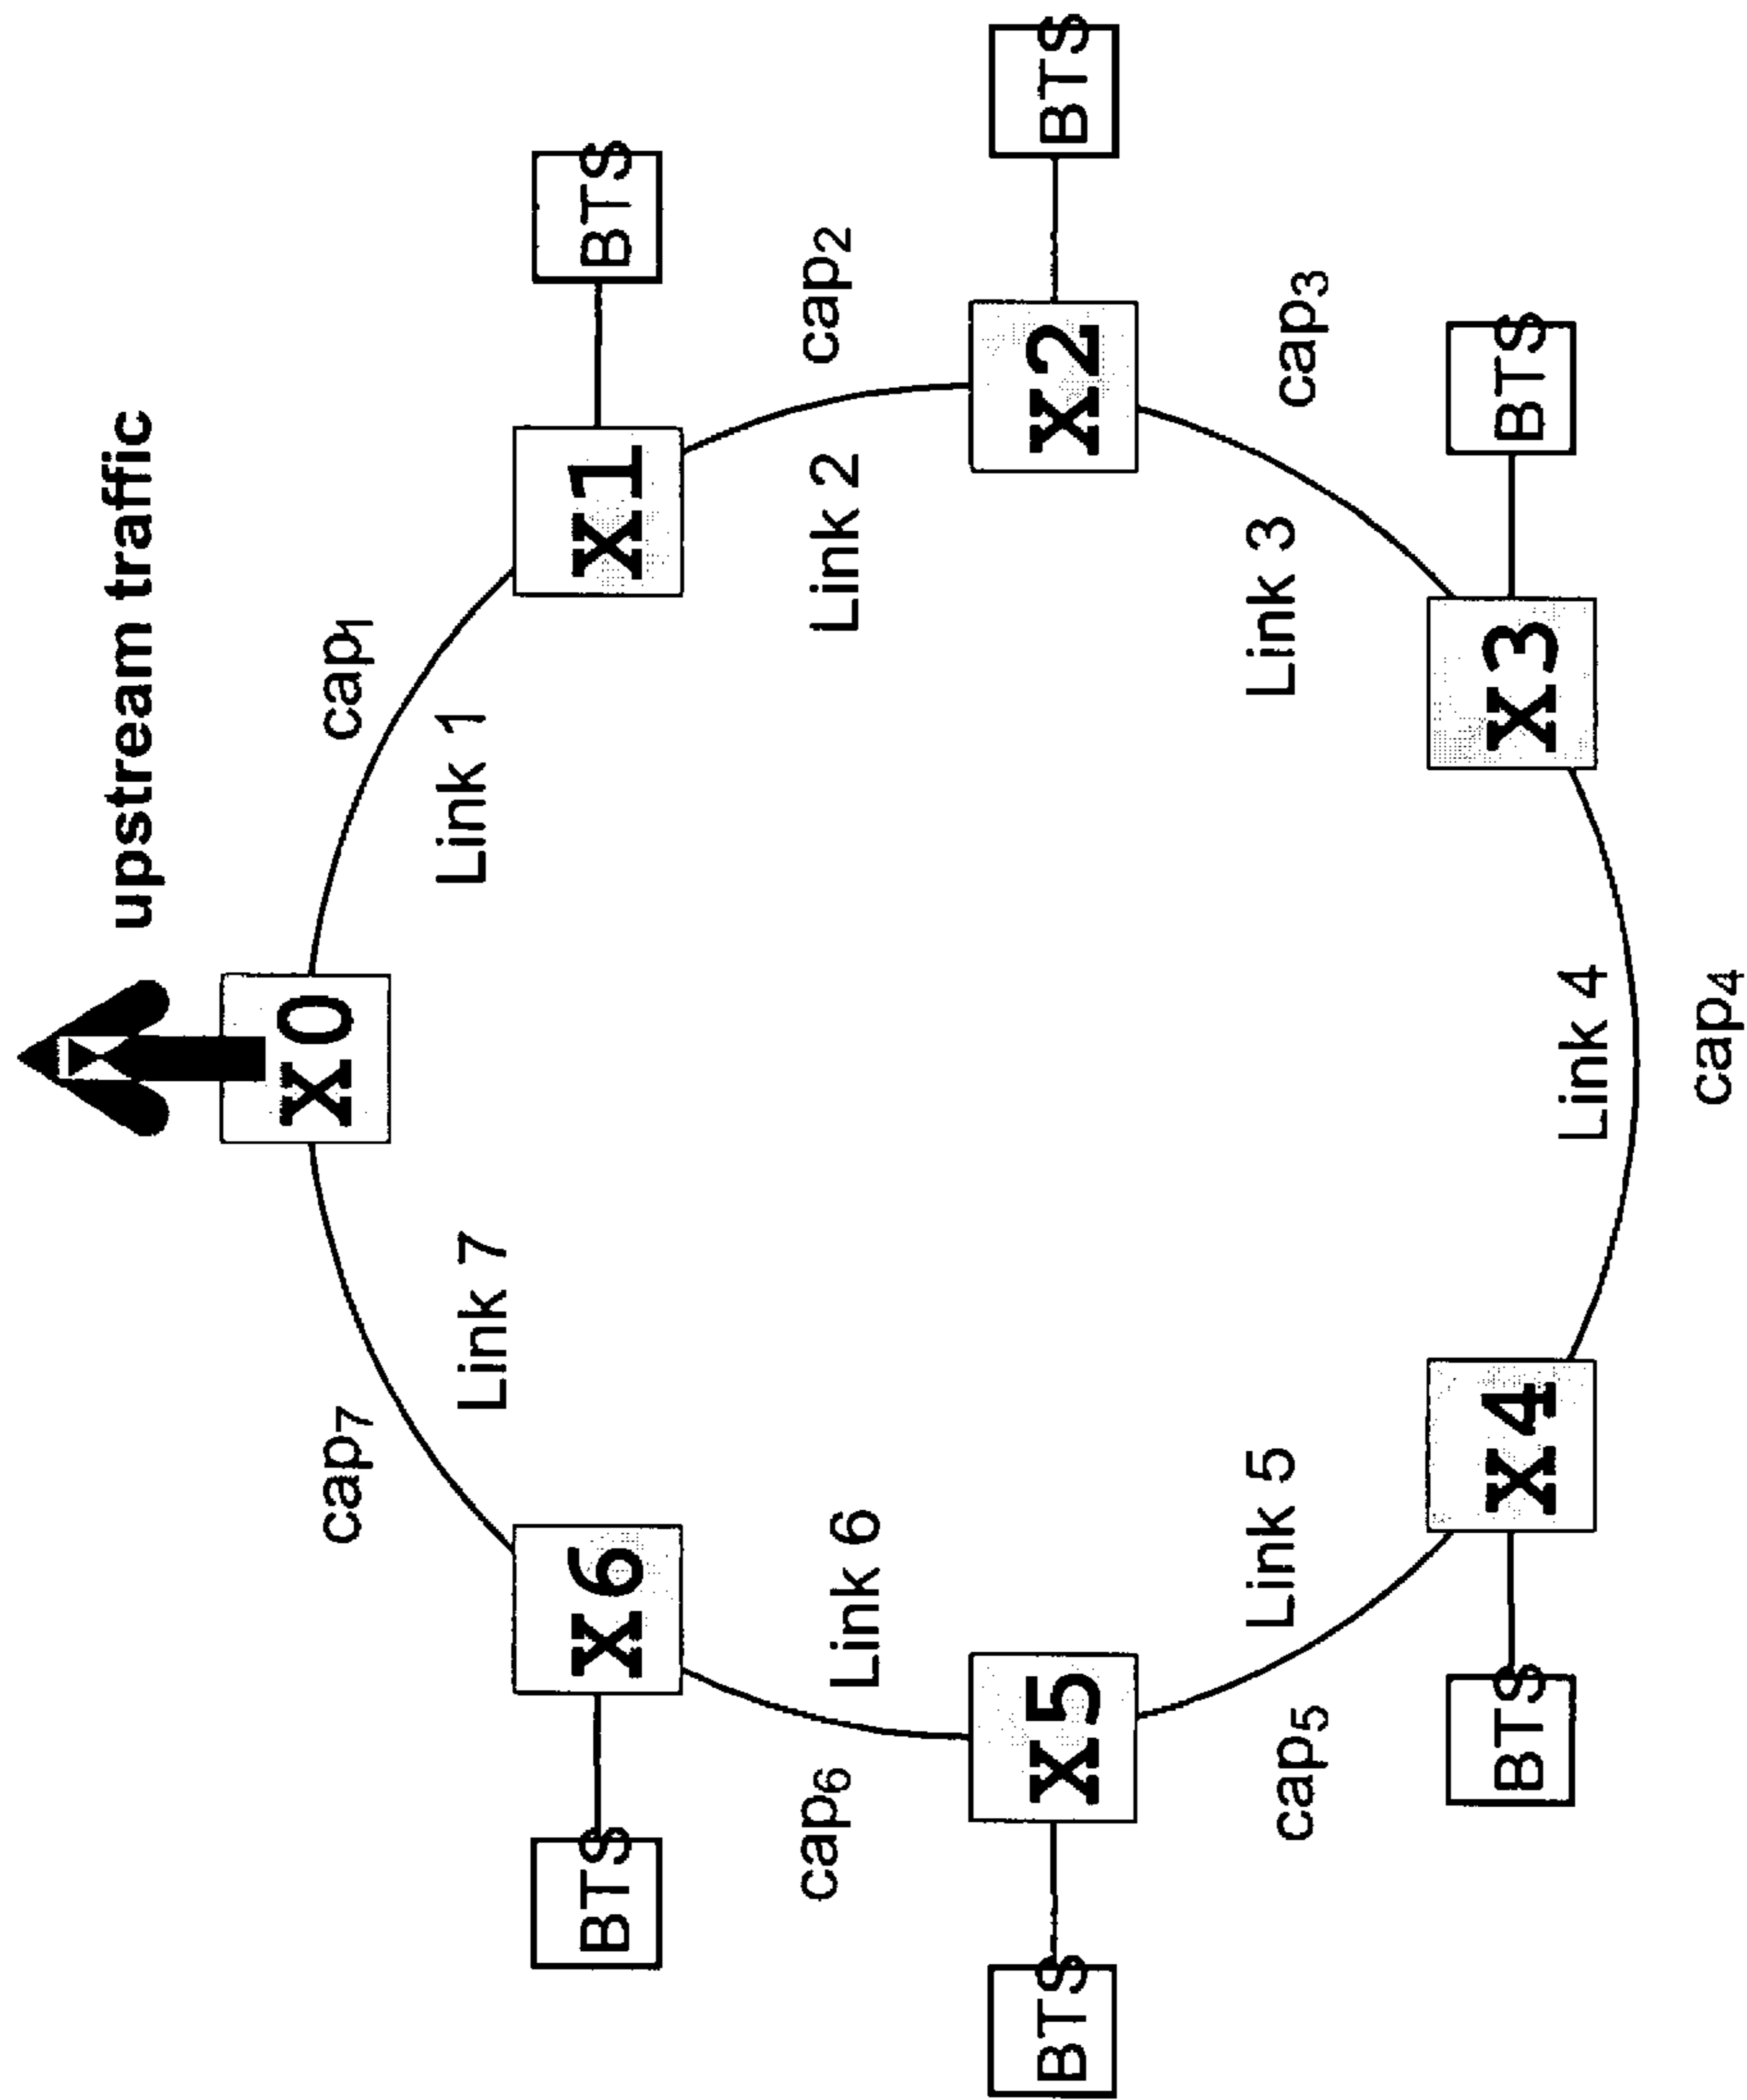 upstream traffic
x0
cap7
cap1
Link 7
Link 1
BTS
x6
x1
BTS
cap6
Link 6
Link 2
cap2
BTS
x5
x2
BTS
cap5
Link 5
Link 3
cap3
BTS
x4
x3
BTS
Link 4
cap4